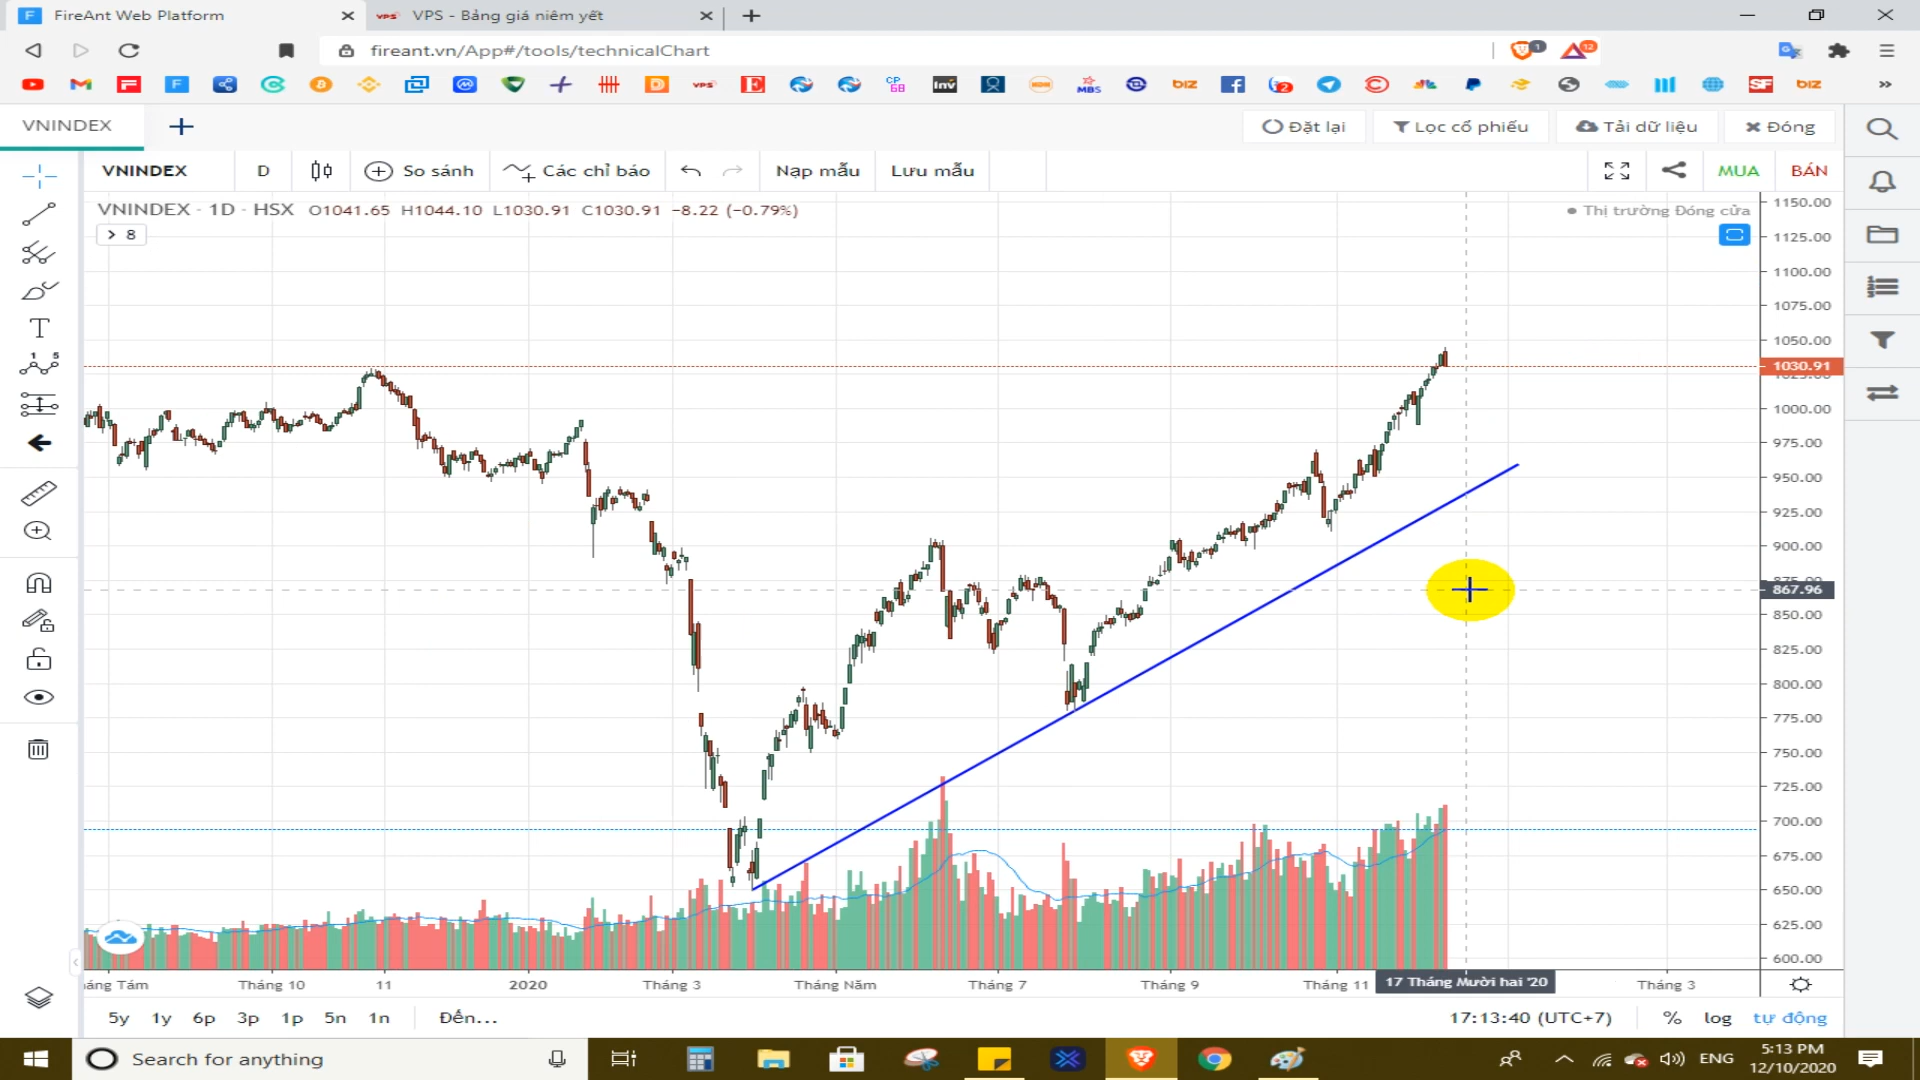 FireAnt Web Platform
VPS - Bảng giá niêm yết
fireant.vn/App#/tools/technicalChart
1
12
VNINDEX
Đặt lại
Lọc cổ phiếu
Tải dữ liệu
Đóng
VNINDEX
D
So sánh
Các chỉ báo
Nạp mẫu
Lưu mẫu
MUA
BÁN
VNINDEX · 1D · HSX O1041.65 H1044.10 L1030.91 C1030.91 −8.22 (−0.79%)
Thị trường Đóng cửa
8
1150.00
1125.00
1100.00
1075.00
1050.00
1030.91
1000.00
975.00
950.00
925.00
900.00
867.96
850.00
825.00
800.00
775.00
750.00
725.00
700.00
675.00
650.00
625.00
600.00
Tháng 10
11
2020
Tháng 3
Tháng Năm
Tháng 7
Tháng 9
Tháng 11
17 Tháng Mười hai '20
Tháng 3
5y 1y 6p 3p 1p 5n 1n
Đến...
17:13:40 (UTC+7)
%
log
tự động
Search for anything
ENG
5:13 PM
12/10/2020